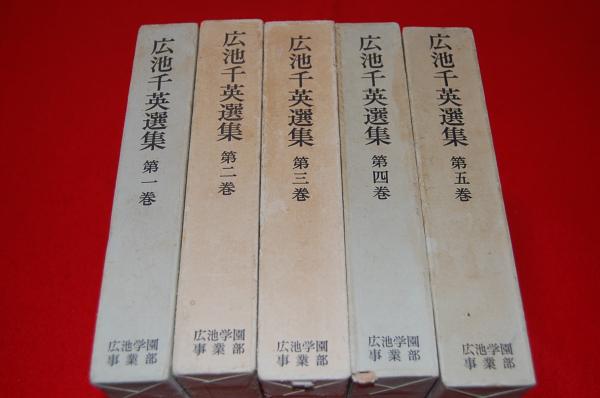 広池千英選集 第一巻
広池学園
事業部
広池千英選集 第二巻
広池学園
事業部
広池千英選集 第三巻
広池学園
事業部
広池千英選集 第四巻
広池学園
事業部
広池千英選集 第五巻
広池学園
事業部